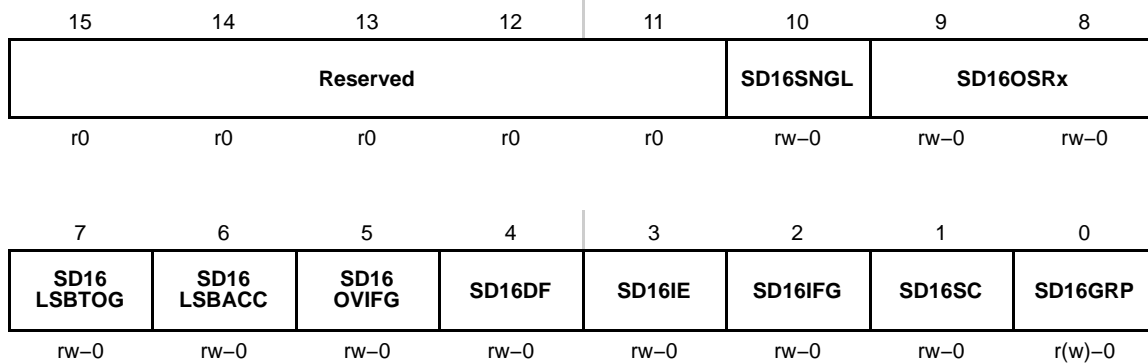 15 14 13 12 11 10 9 8
Reserved SD16SNGL SD16OSRx
r0 r0 r0 r0 r0 rw−0 rw−0 rw−0
7 6 5 4 3 2 1 0
SD16 LSBTOG SD16 LSBACC SD16 OVIFG SD16DF SD16IE SD16IFG SD16SC SD16GRP
rw−0 rw−0 rw−0 rw−0 rw−0 rw−0 rw−0 r(w)−0